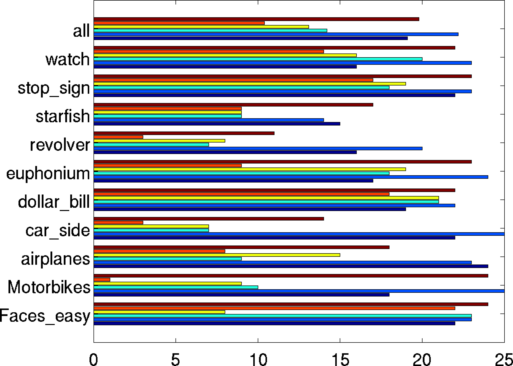 all
watch
stop_sign
starfish
revolver
euphonium
dollar_bill
car_side
airplanes
Motorbikes
Faces_easy
0 5 10 15 20 25